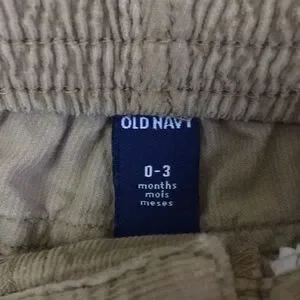 OLD NAVY
0-3
months
mois
meses